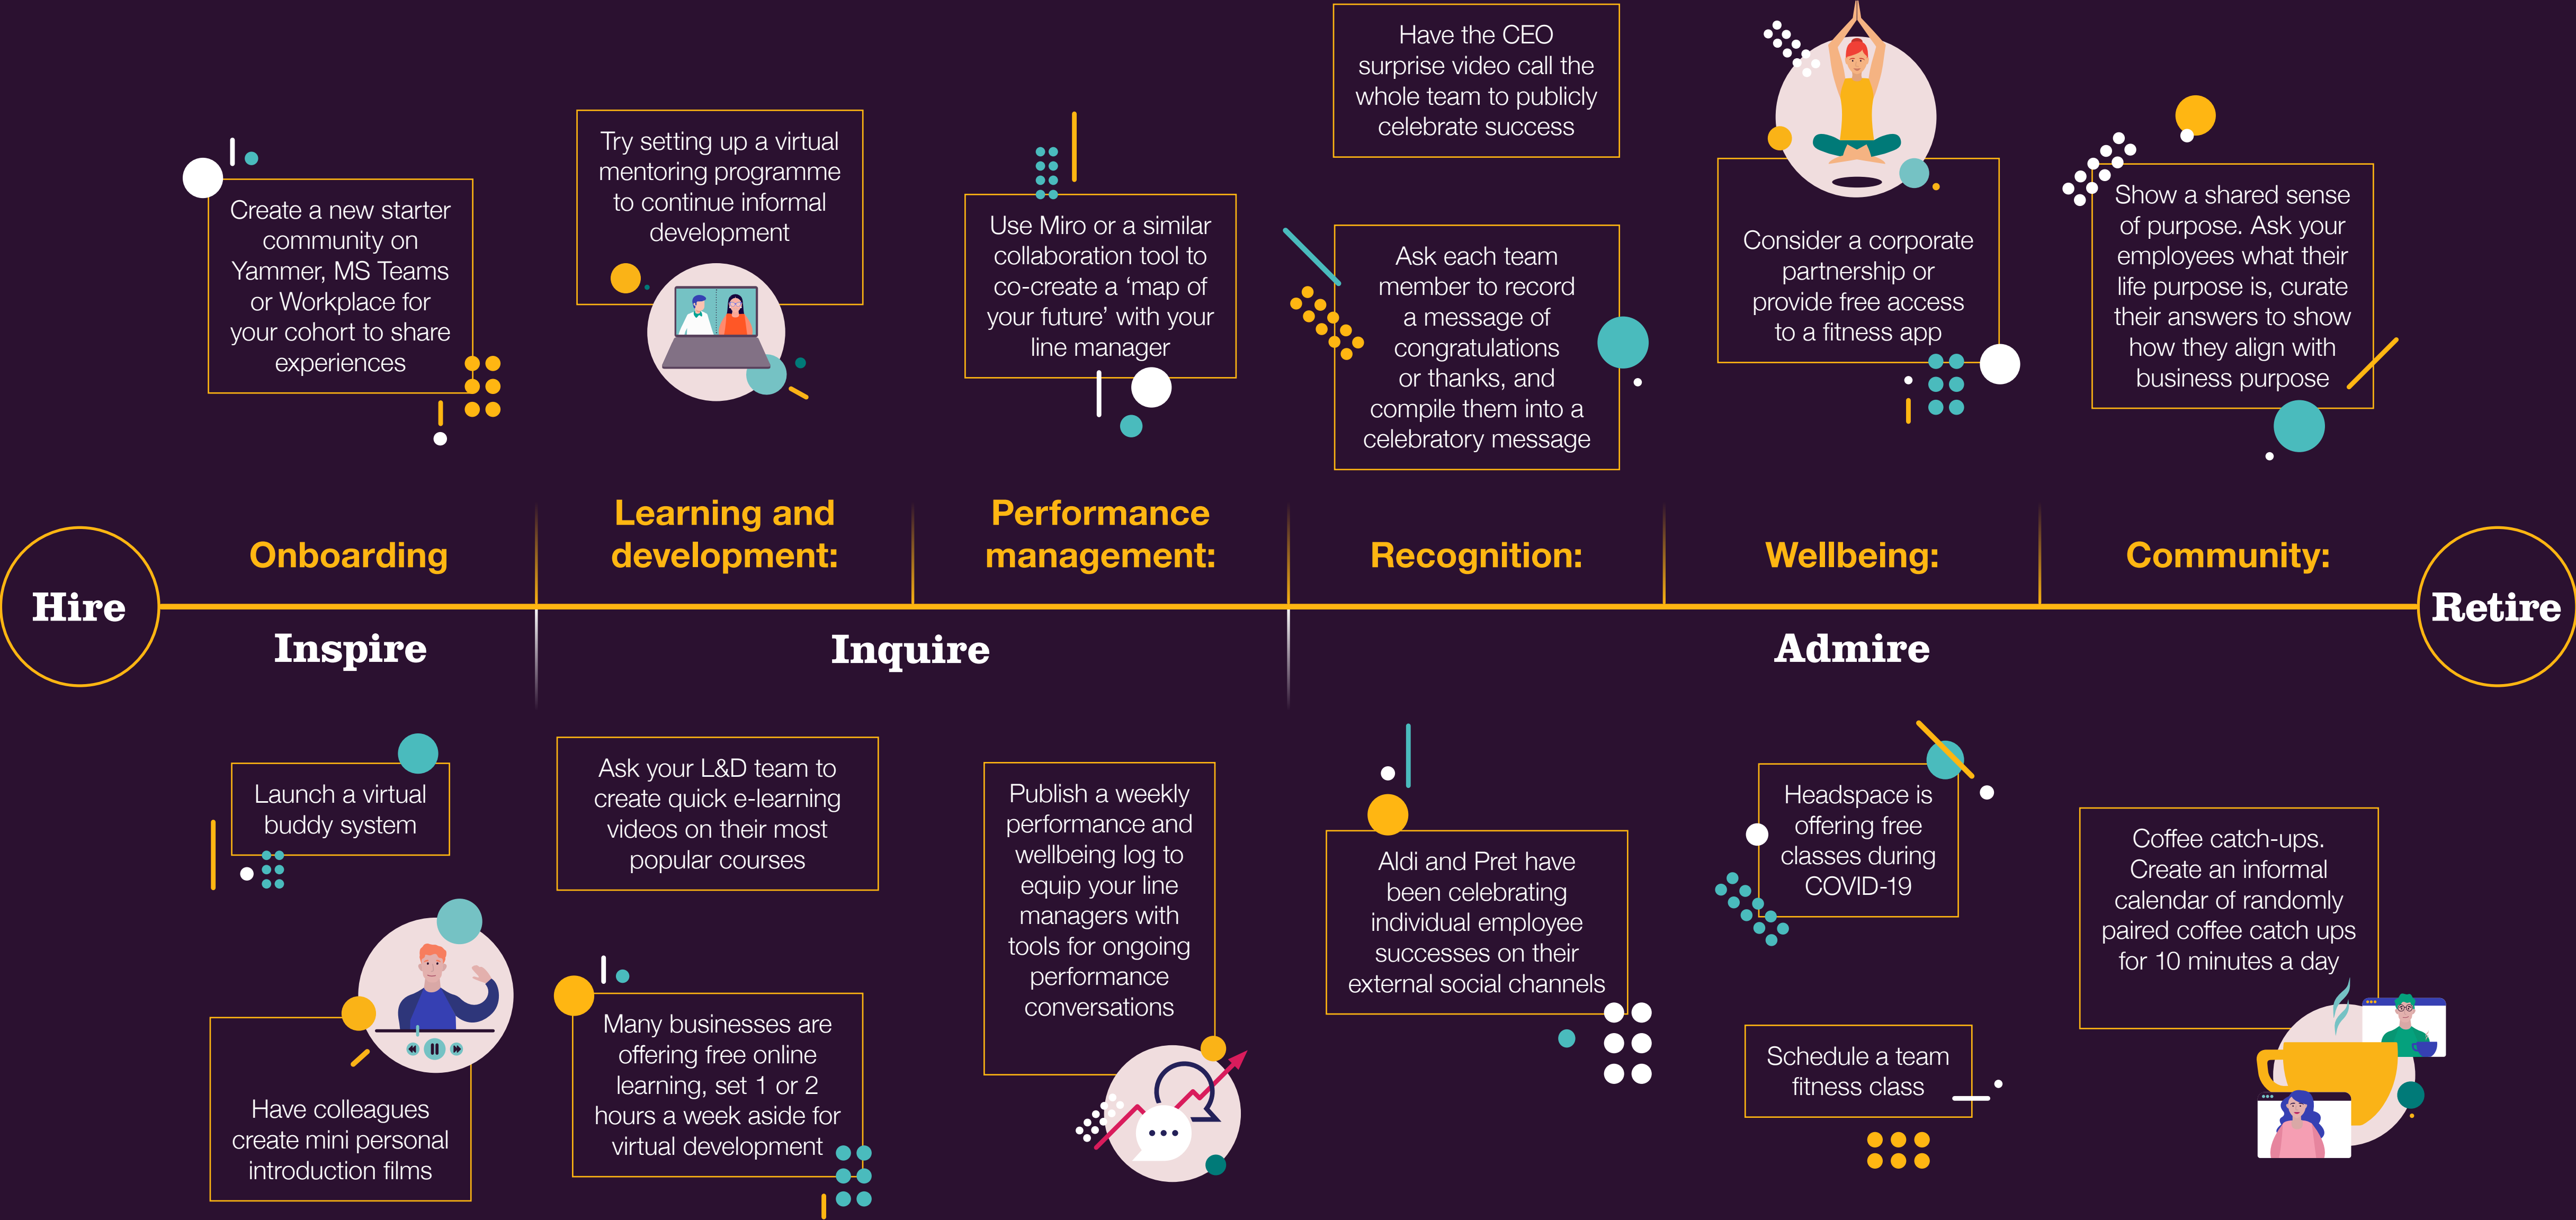 Create a new starter
community on
Yammer, MS Teams
or Workplace for
your cohort to share
experiences
Try setting up a virtual
mentoring programme
to continue informal
development
Use Miro or a similar
collaboration tool to
co-create a ‘map of
your future’ with your
line manager
Have the CEO
surprise video call the
whole team to publicly
celebrate success
Ask each team
member to record
a message of
congratulations
or thanks, and
compile them into a
celebratory message
Consider a corporate
partnership or
provide free access
to a fitness app
Show a shared sense
of purpose. Ask your
employees what their
life purpose is, curate
their answers to show
how they align with
business purpose
Hire
Onboarding
Learning and
development:
Performance
management:
Recognition:
Wellbeing:
Community:
Retire
Inspire
Inquire
Admire
Launch a virtual
buddy system
Have colleagues
create mini personal
introduction films
Ask your L&D team to
create quick e-learning
videos on their most
popular courses
Many businesses are
offering free online
learning, set 1 or 2
hours a week aside for
virtual development
Publish a weekly
performance and
wellbeing log to
equip your line
managers with
tools for ongoing
performance
conversations
Aldi and Pret have
been celebrating
individual employee
successes on their
external social channels
Headspace is
offering free
classes during
COVID-19
Schedule a team
fitness class
Coffee catch-ups.
Create an informal
calendar of randomly
paired coffee catch ups
for 10 minutes a day